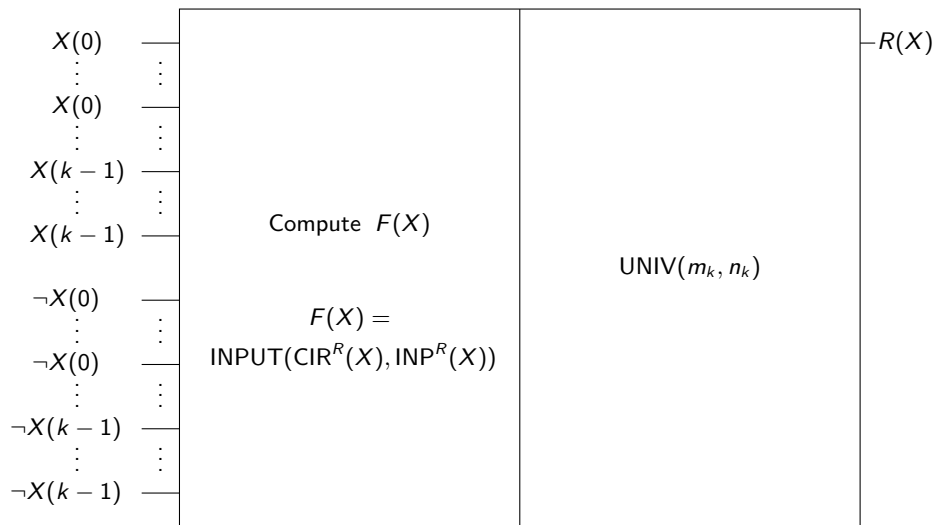 X(0)
R(X)
X(0)
X(k − 1)
Compute F(X)
X(k − 1)
UNIV(m_k, n_k)
¬X(0)
F(X) =
INPUT(CIR^R(X), INP^R(X))
¬X(0)
¬X(k − 1)
¬X(k − 1)